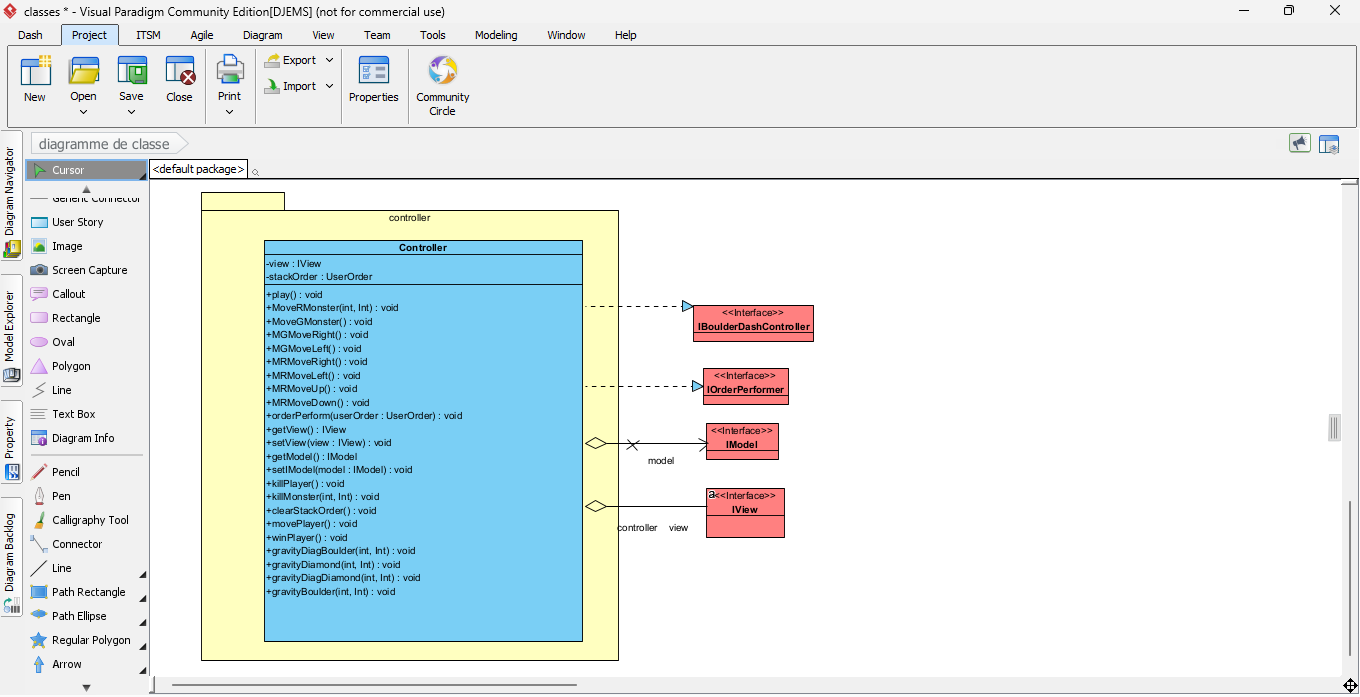 classes * - Visual Paradigm Community Edition[DJEMS] (not for commercial use)
Dash Project ITSM Agile Diagram View Team Tools Modeling Window Help
New Open Save Close Print Export Import Properties Community Circle
diagramme de classe
Diagram Navigator
Model Explorer
Property
Diagram Backlog
Cursor
Generic Connector
User Story
Image
Screen Capture
Callout
Rectangle
Oval
Polygon
Line
Text Box
Diagram Info
Pencil
Pen
Calligraphy Tool
Connector
Line
Path Rectangle
Path Ellipse
Regular Polygon
Arrow
<default package>
controller
Controller
-view : IView
-stackOrder : UserOrder
+play() : void
+MoveRMonster(int, Int) : void
+MoveGMonster() : void
+MGMoveRight() : void
+MGMoveLeft() : void
+MRMoveRight() : void
+MRMoveLeft() : void
+MRMoveUp() : void
+MRMoveDown() : void
+orderPerform(userOrder : UserOrder) : void
+getView() : IView
+setView(view : IView) : void
+getModel() : IModel
+setIModel(model : IModel) : void
+killPlayer() : void
+killMonster(int, Int) : void
+clearStackOrder() : void
+movePlayer() : void
+winPlayer() : void
+gravityDiagBoulder(int, Int) : void
+gravityDiamond(int, Int) : void
+gravityDiagDiamond(int, Int) : void
+gravityBoulder(int, Int) : void
<<Interface>>
IBoulderDashController
<<Interface>>
IOrderPerformer
<<Interface>>
IModel
model
a<<Interface>>
IView
controller view